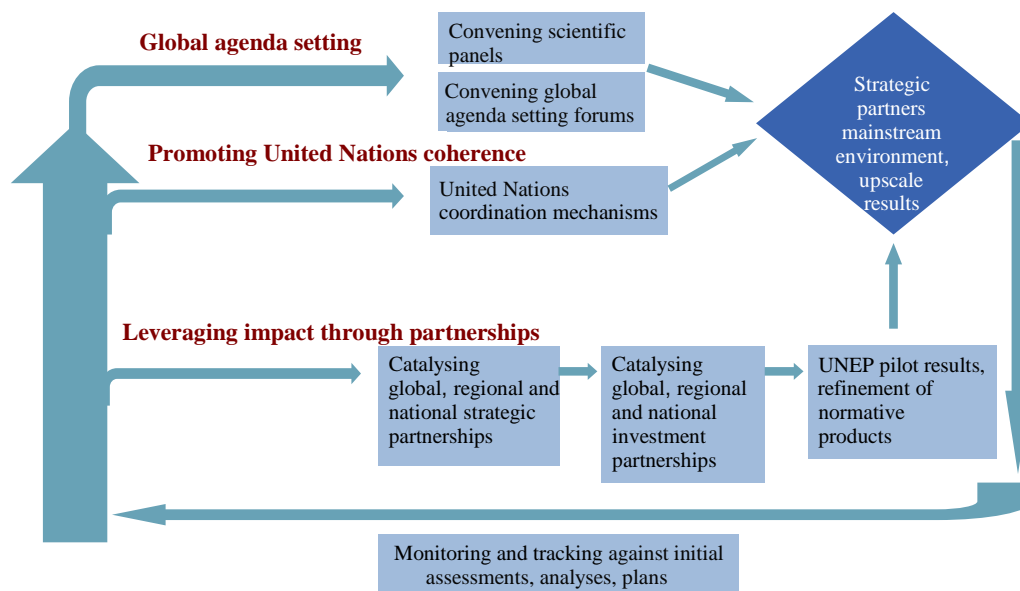 Global agenda setting
Convening scientific
panels
Convening global
agenda setting forums
Strategic
partners
mainstream
environment,
upscale
results
Promoting United Nations coherence
United Nations
coordination mechanisms
Leveraging impact through partnerships
Catalysing
global, regional and
national strategic
partnerships
Catalysing
global, regional
and national
investment
partnerships
UNEP pilot results,
refinement of
normative
products
Monitoring and tracking against initial
assessments, analyses, plans